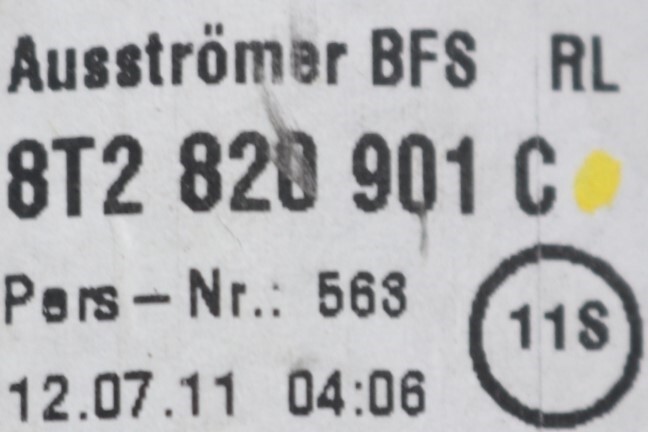 Ausströmer BFS RL
8T2 820 901 C
Pers-Nr.: 563
11S
12.07.11 04:06